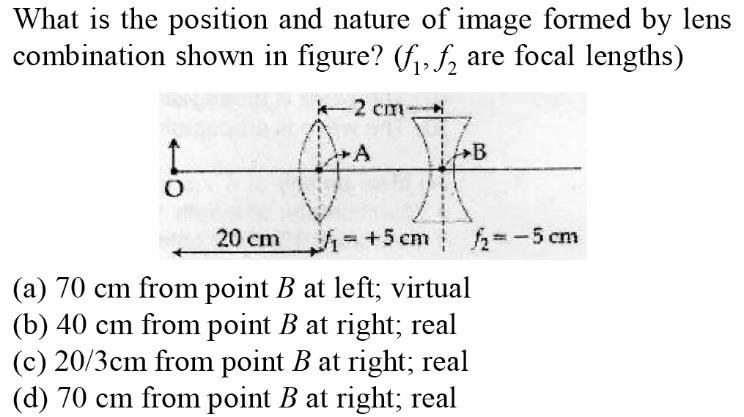 What is the position and nature of image formed by lens
combination shown in figure? (f₁, f₂ are focal lengths)
2 cm
A
B
O
20 cm
f₁ = +5 cm
f₂ = -5 cm
(a) 70 cm from point B at left; virtual
(b) 40 cm from point B at right; real
(c) 20/3cm from point B at right; real
(d) 70 cm from point B at right; real